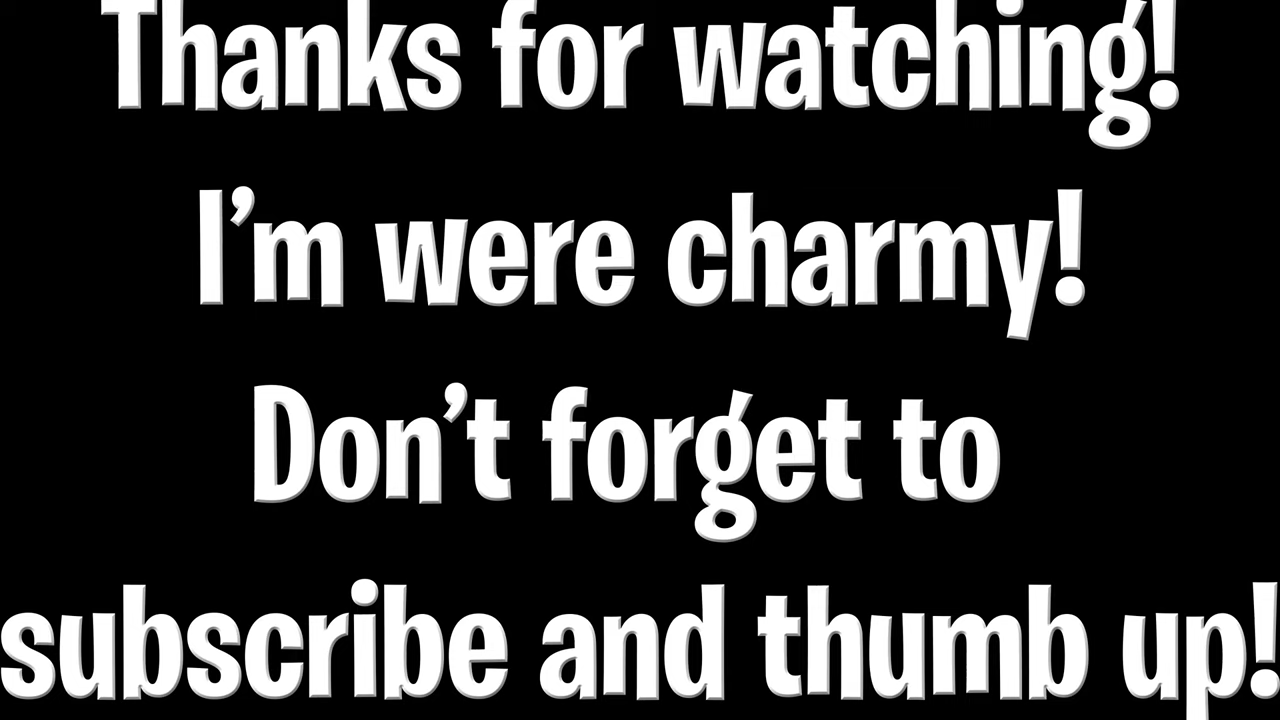 Thanks for watching!
I’m were charmy!
Don’t forget to
subscribe and thumb up!